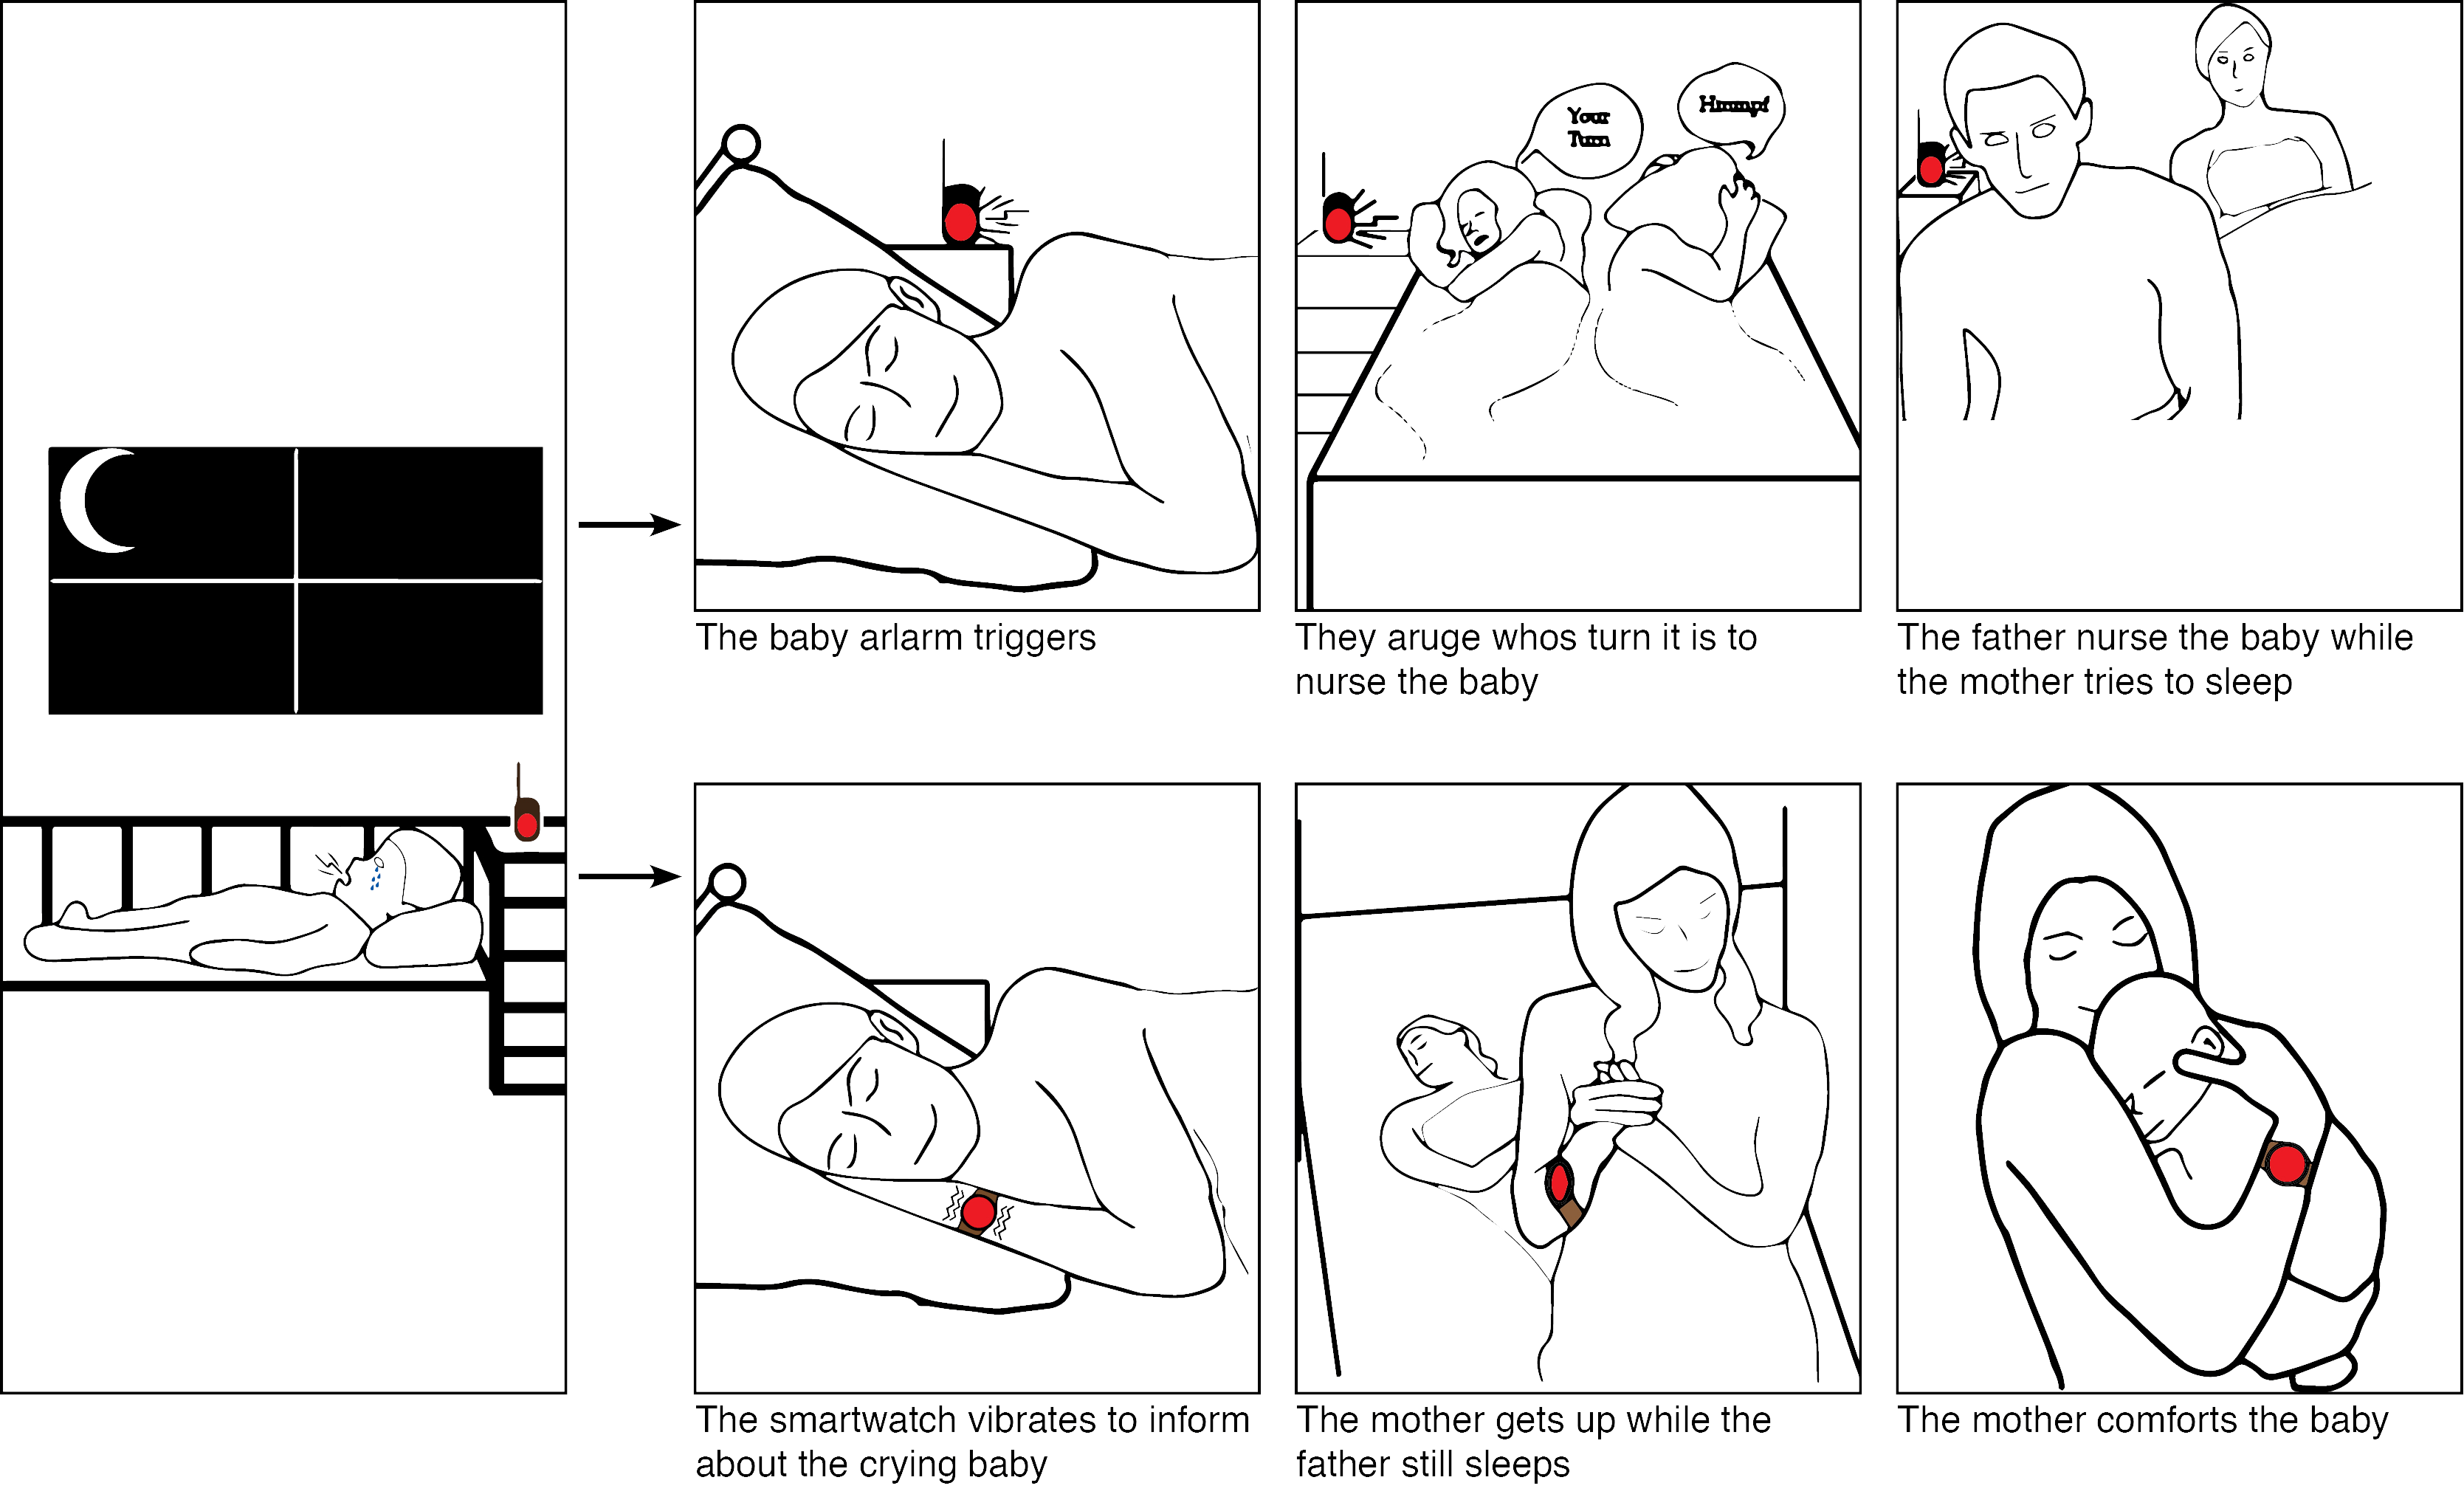 Your
Turn
Hmmpf
The baby arlarm triggers
They aruge whos turn it is to
nurse the baby
The father nurse the baby while
the mother tries to sleep
The smartwatch vibrates to inform
about the crying baby
The mother gets up while the
father still sleeps
The mother comforts the baby